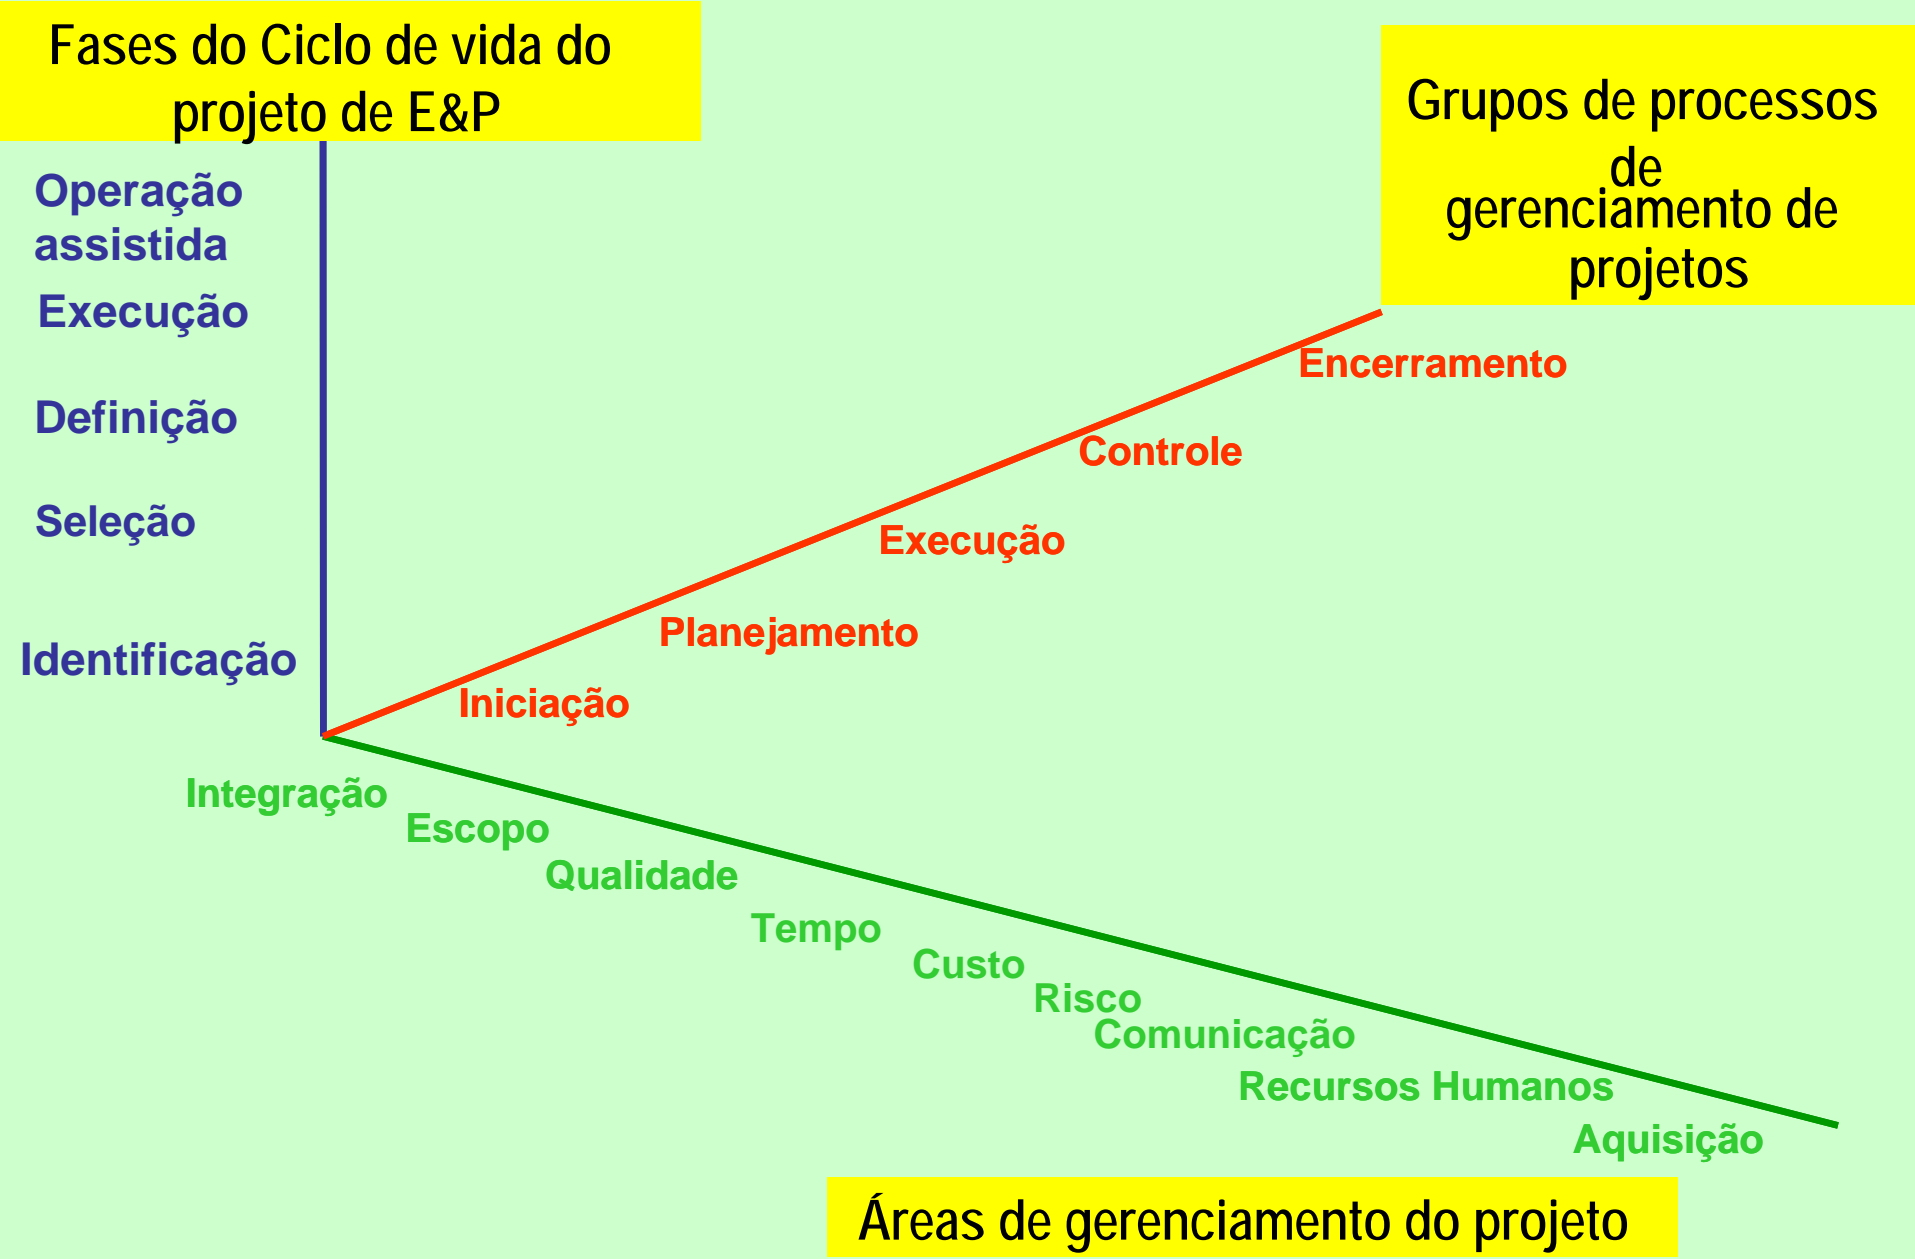 Fases do Ciclo de vida do
projeto de E&P
Grupos de processos
de
gerenciamento de
projetos
Operação
assistida
Execução
Definição
Seleção
Identificação
Encerramento
Controle
Execução
Planejamento
Iniciação
Integração
Escopo
Qualidade
Tempo
Custo
Risco
Comunicação
Recursos Humanos
Aquisição
Áreas de gerenciamento do projeto